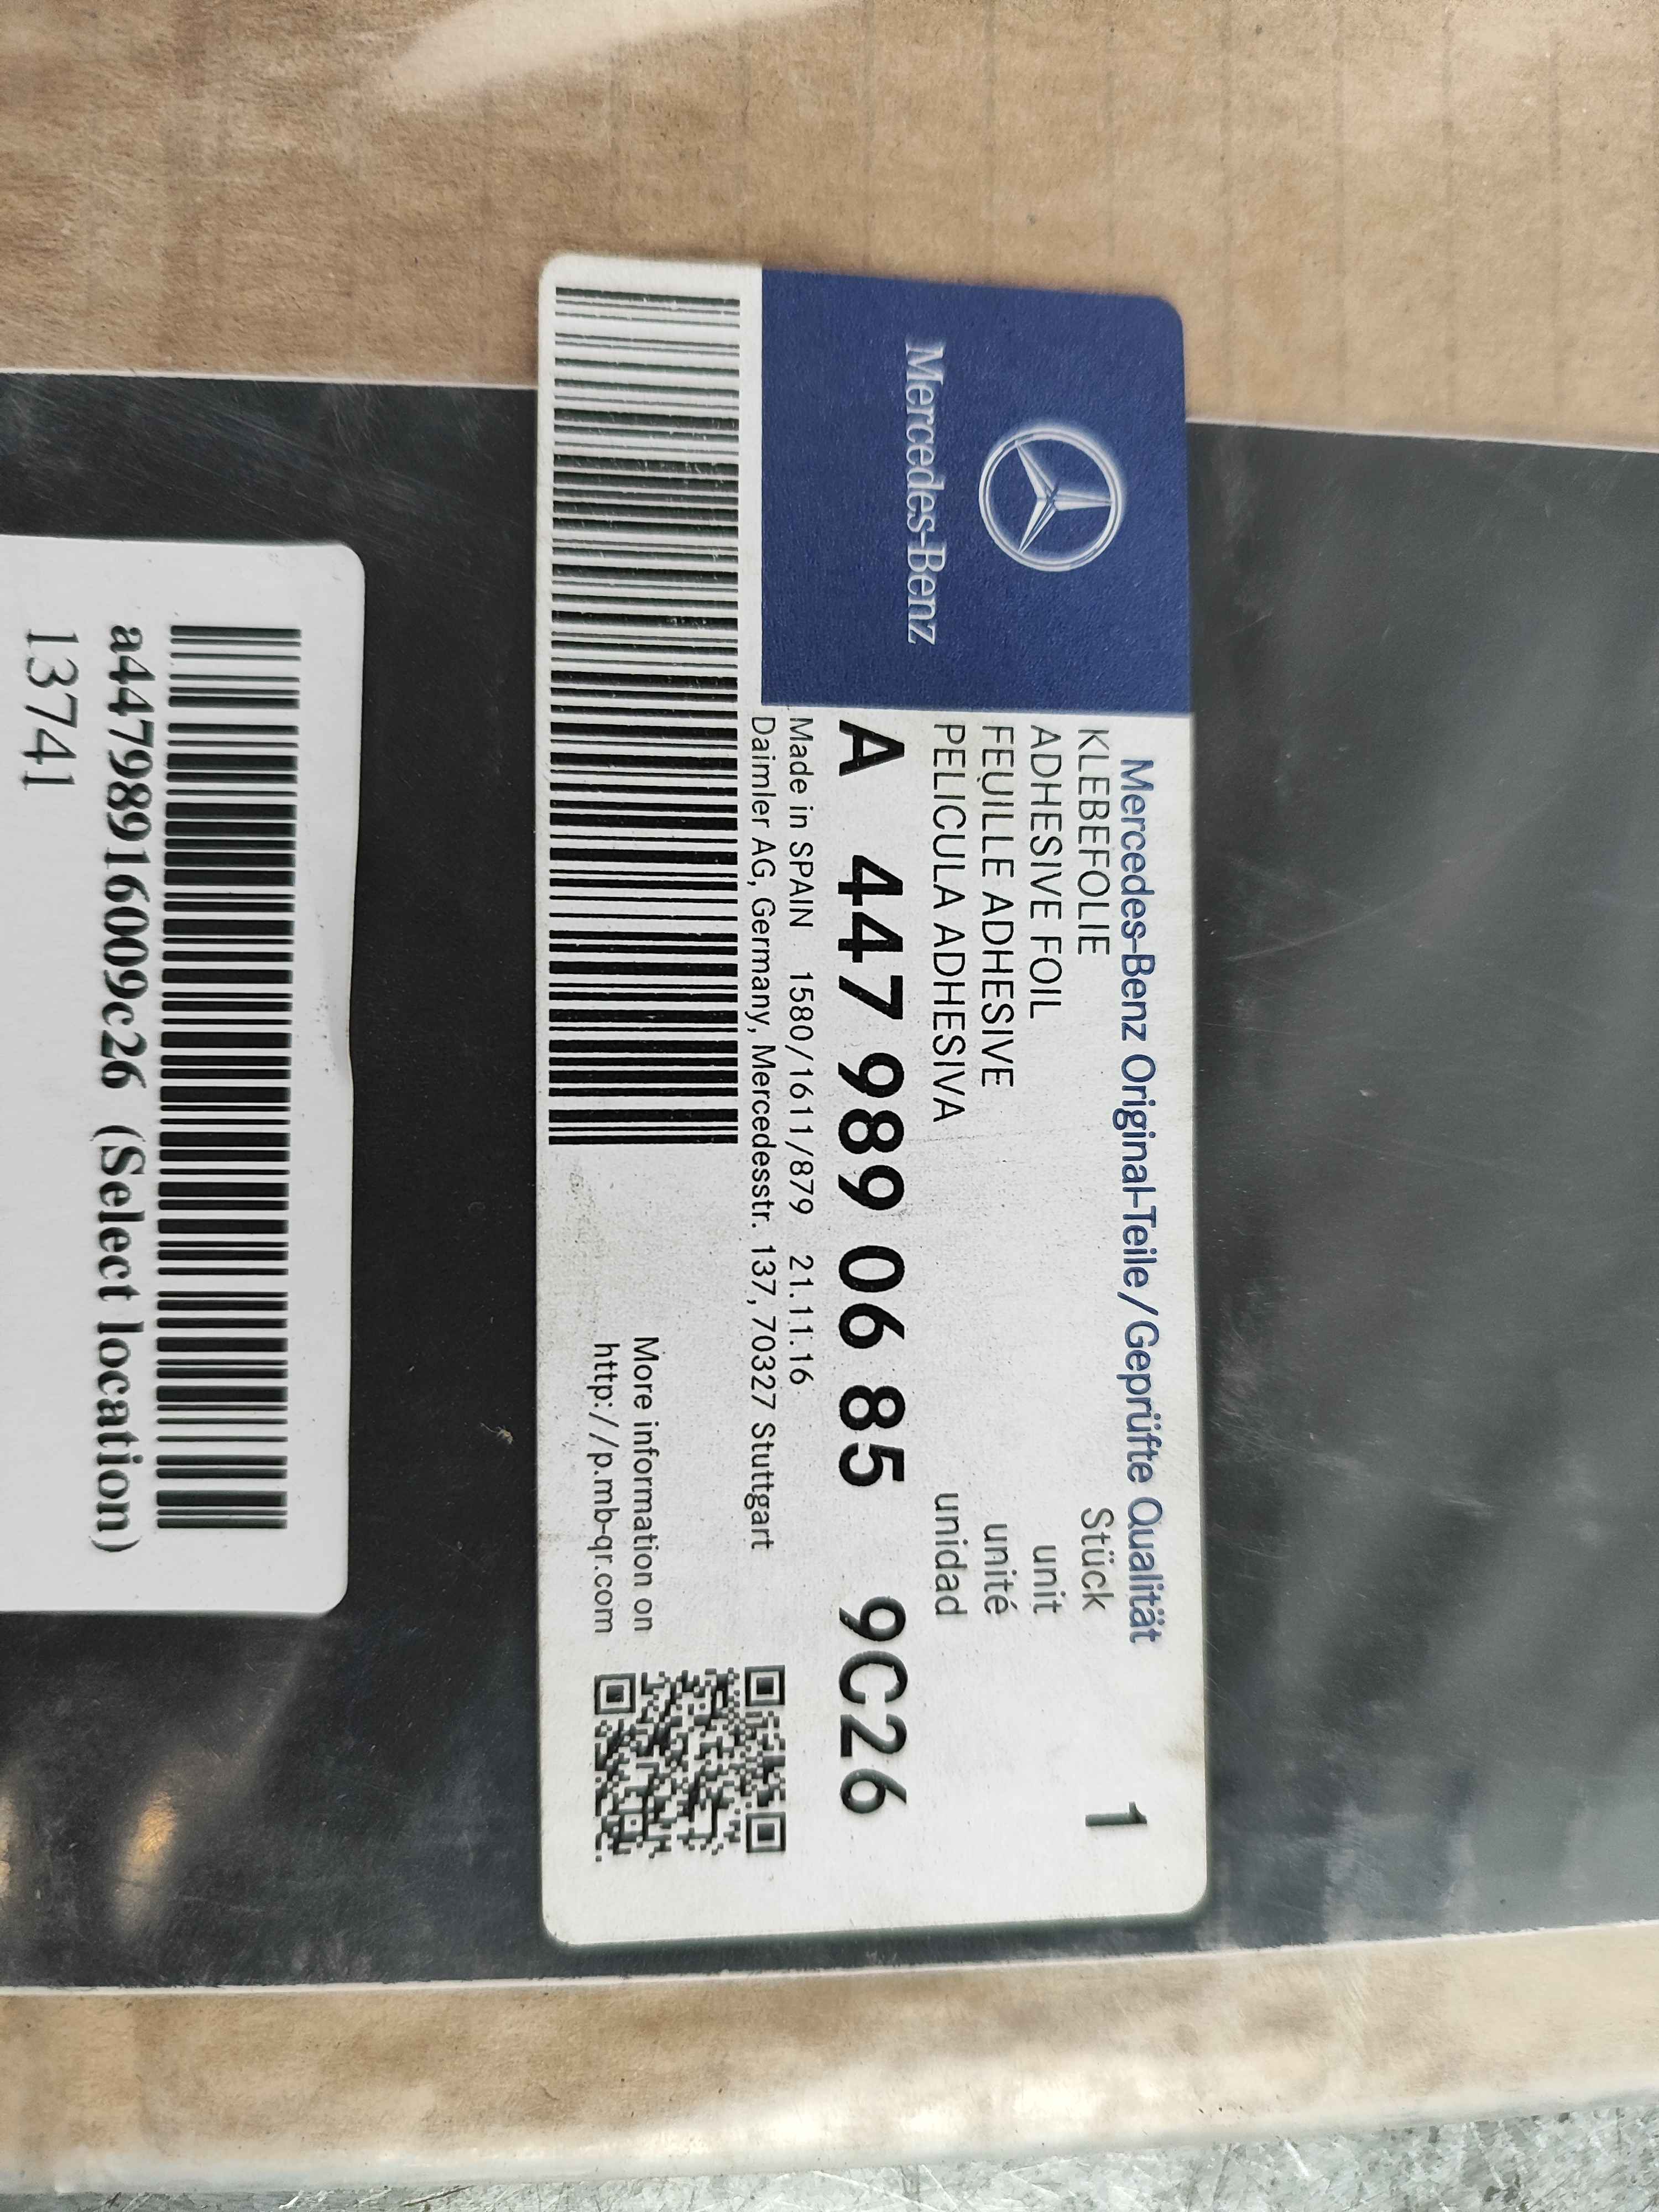 Mercedes-Benz
Mercedes-Benz Original-Teile/Geprüfte Qualität
KLEBEFOLIE Stück 1
ADHESIVE FOIL unit
FEUILLE ADHESIVE unité
PELICULA ADHESIVA unidad
A 447 989 06 85 9C26
Made in SPAIN 1580/1611/879 21.11.16
Daimler AG, Germany, Mercedesstr. 137, 70327 Stuttgart
More information on
http://p.mb-qr.com
a44798916009c26 (Select location)
13741